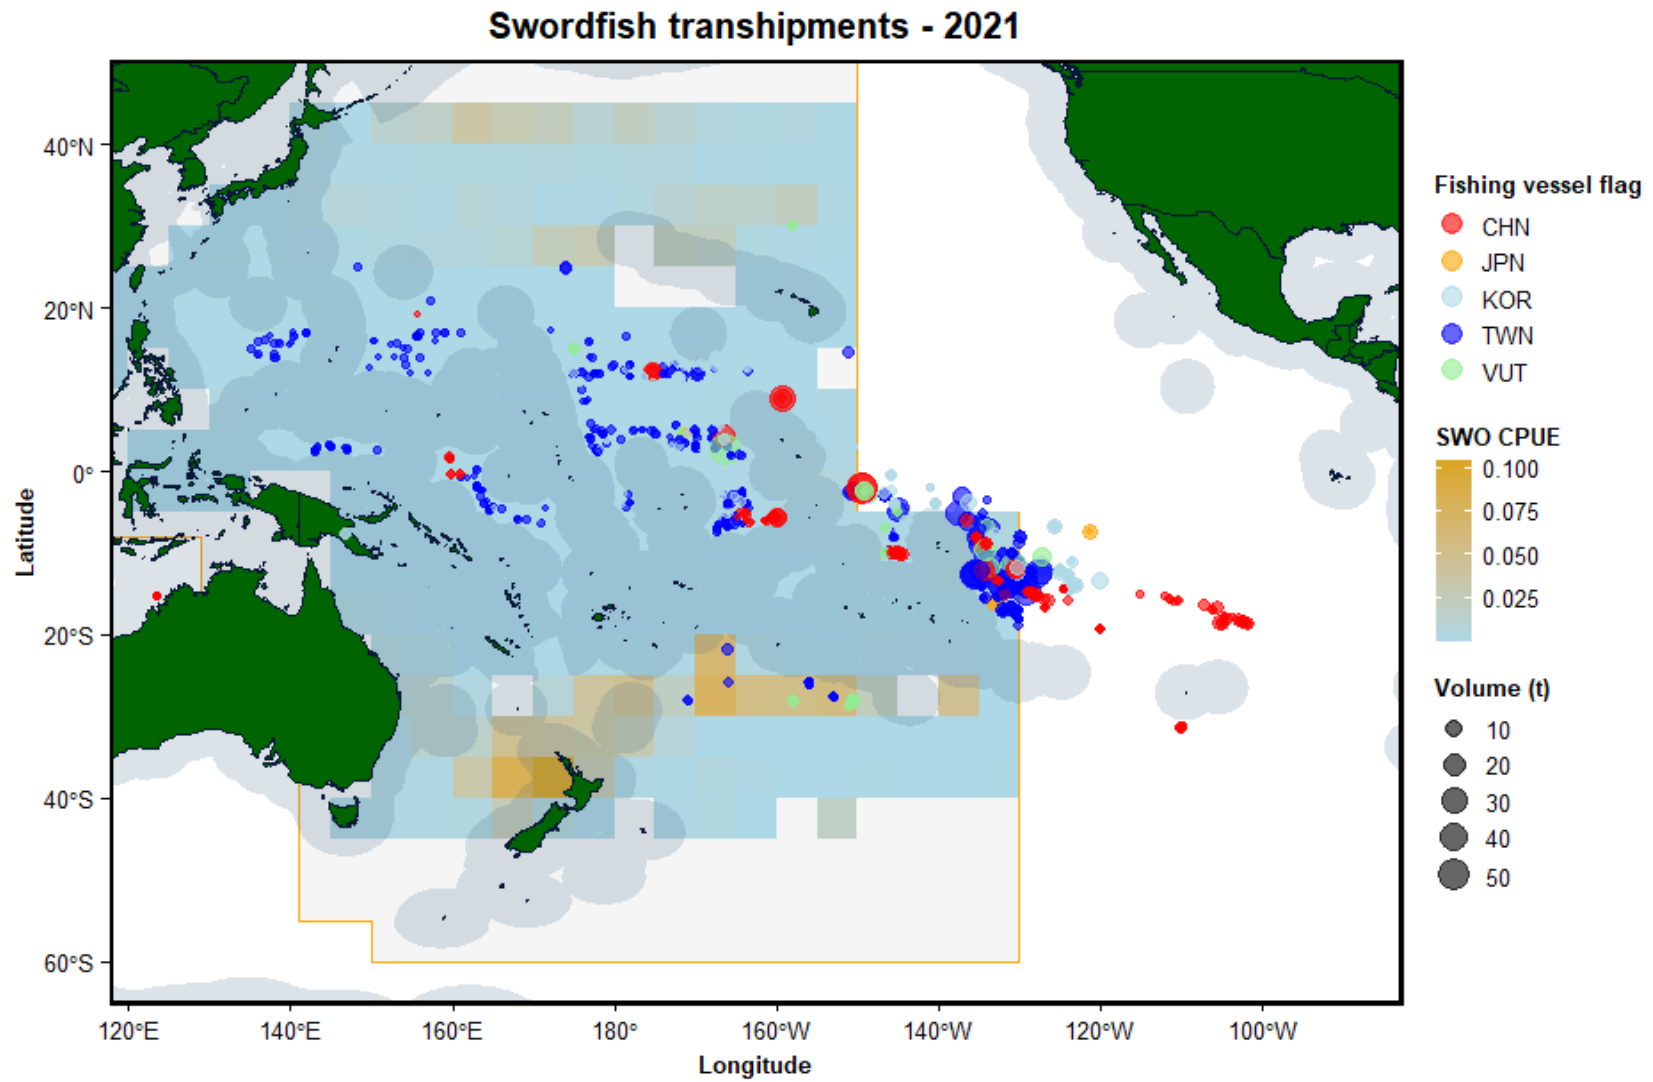 Swordfish transhipments - 2021
Latitude
40°N
20°N
0°
20°S
40°S
60°S
120°E
140°E
160°E
180°
160°W
140°W
120°W
100°W
Longitude
Fishing vessel flag
CHN
JPN
KOR
TWN
VUT
SWO CPUE
0.100
0.075
0.050
0.025
Volume (t)
10
20
30
40
50